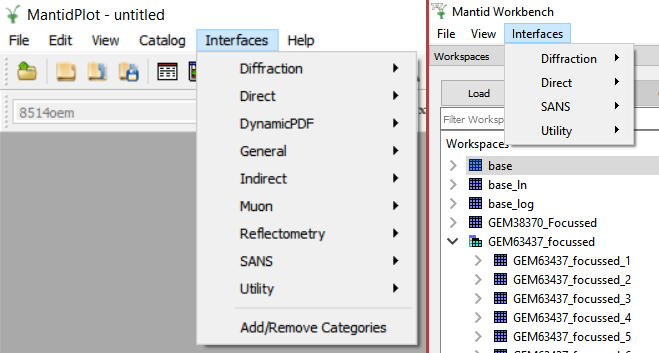 MantidPlot - untitled
File Edit View Catalog Interfaces Help
Diffraction
Direct
DynamicPDF
General
Indirect
Muon
Reflectometry
SANS
Utility
Add/Remove Categories
8514oem
Mantid Workbench
File View Interfaces
Diffraction
Direct
SANS
Utility
Workspaces
Load
Filter Worksp
Workspaces
base
base_ln
base_log
GEM38370_Focussed
GEM63437_focussed
GEM63437_focussed_1
GEM63437_focussed_2
GEM63437_focussed_3
GEM63437_focussed_4
GEM63437_focussed_5